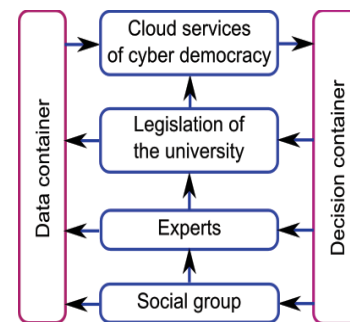 Data container
Cloud services
of cyber democracy
Legislation of
the university
Experts
Social group
Decision container